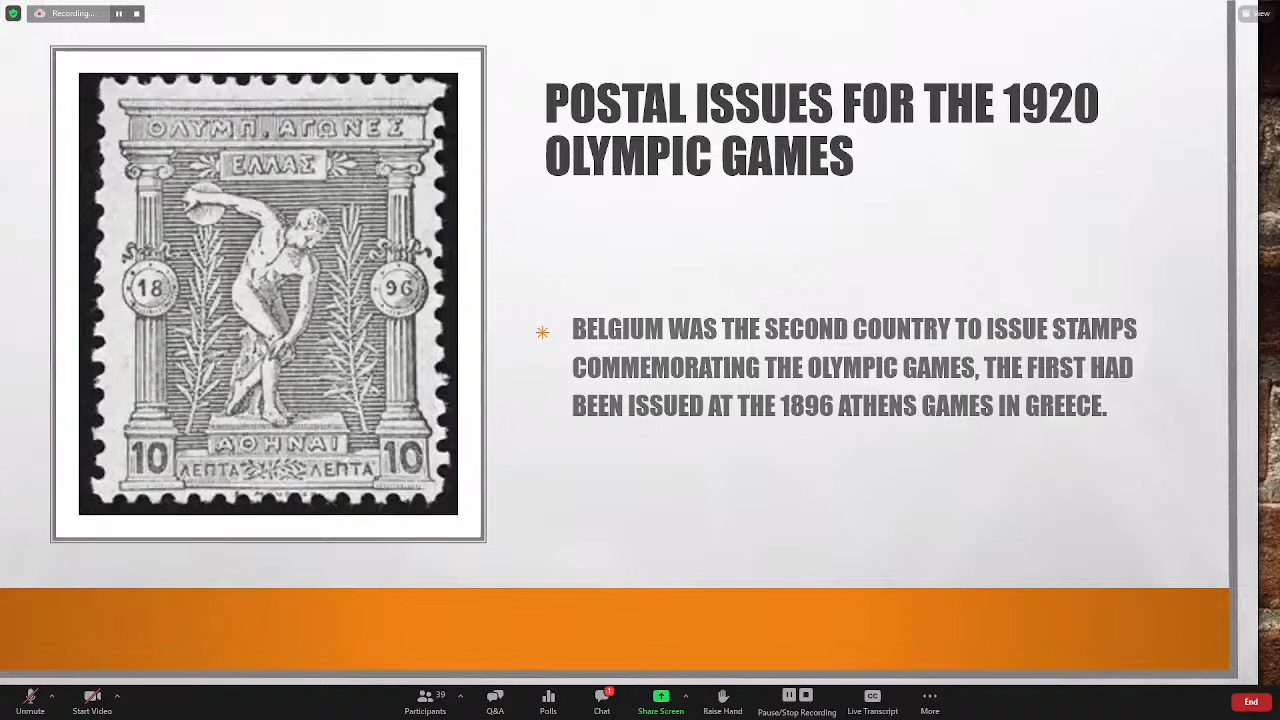 Recording...
View
ΟΛΥΜΠ. ΑΓΩΝΕΣ
ΕΛΛΑΣ
18
96
ΑΘΗΝΑΙ
10
10
ΛΕΠΤΑ
ΛΕΠΤΑ
POSTAL ISSUES FOR THE 1920
OLYMPIC GAMES
BELGIUM WAS THE SECOND COUNTRY TO ISSUE STAMPS
COMMEMORATING THE OLYMPIC GAMES, THE FIRST HAD
BEEN ISSUED AT THE 1896 ATHENS GAMES IN GREECE.
Unmute
Start Video
39
Participants
Q&A
Polls
1
Chat
Share Screen
Raise Hand
Pause/Stop Recording
CC
Live Transcript
More
End